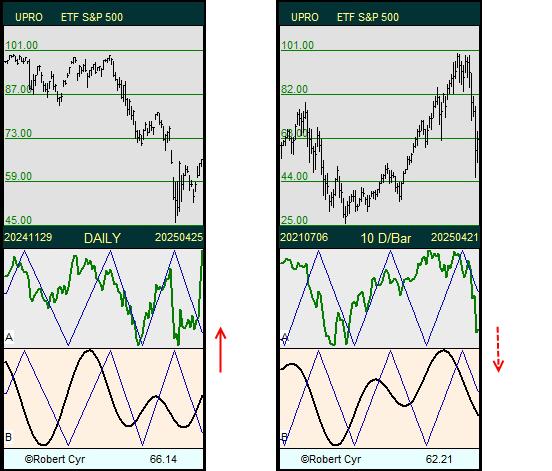 UPRO ETF S&P 500
101.00
87.00
73.00
59.00
45.00
20241129 DAILY 20250425
A
B
©Robert Cyr 66.14
UPRO ETF S&P 500
101.00
82.00
63.00
44.00
25.00
20210706 10 D/Bar 20250421
A
B
©Robert Cyr 62.21